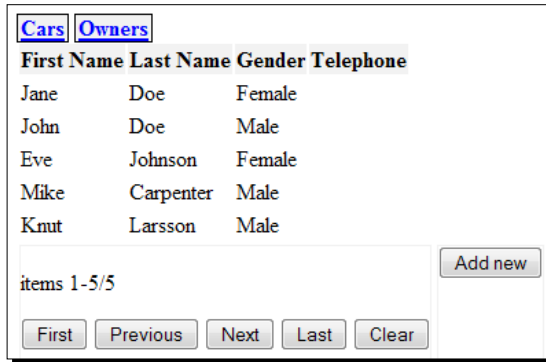 Cars Owners
First Name Last Name Gender Telephone
Jane Doe Female
John Doe Male
Eve Johnson Female
Mike Carpenter Male
Knut Larsson Male
items 1-5/5
Add new
First Previous Next Last Clear